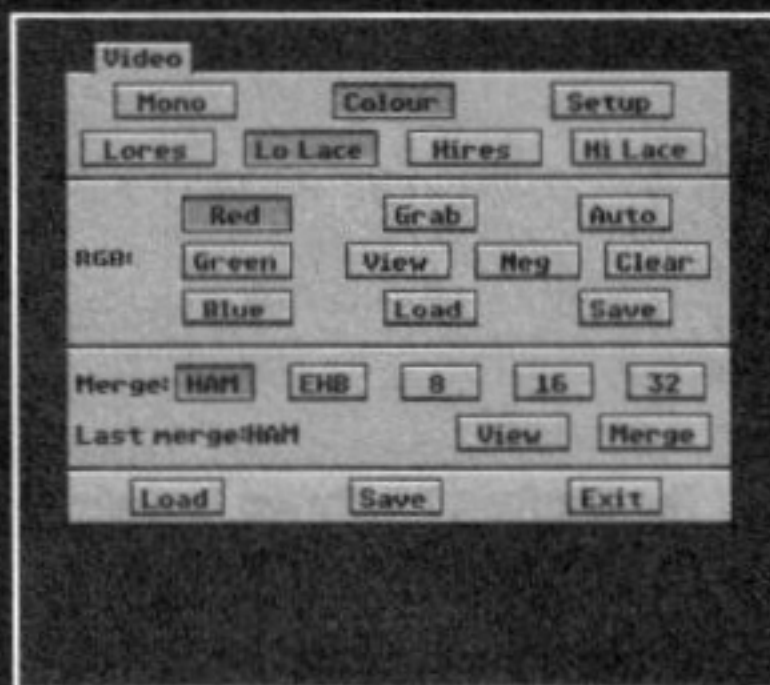 Video
Mono Colour Setup
Lores Lo Lace Hires Hi Lace
Red Grab Auto
RGB: Green View Neg Clear
Blue Load Save
Merge: HAM EHB 8 16 32
Last merge:HAM View Merge
Load Save Exit